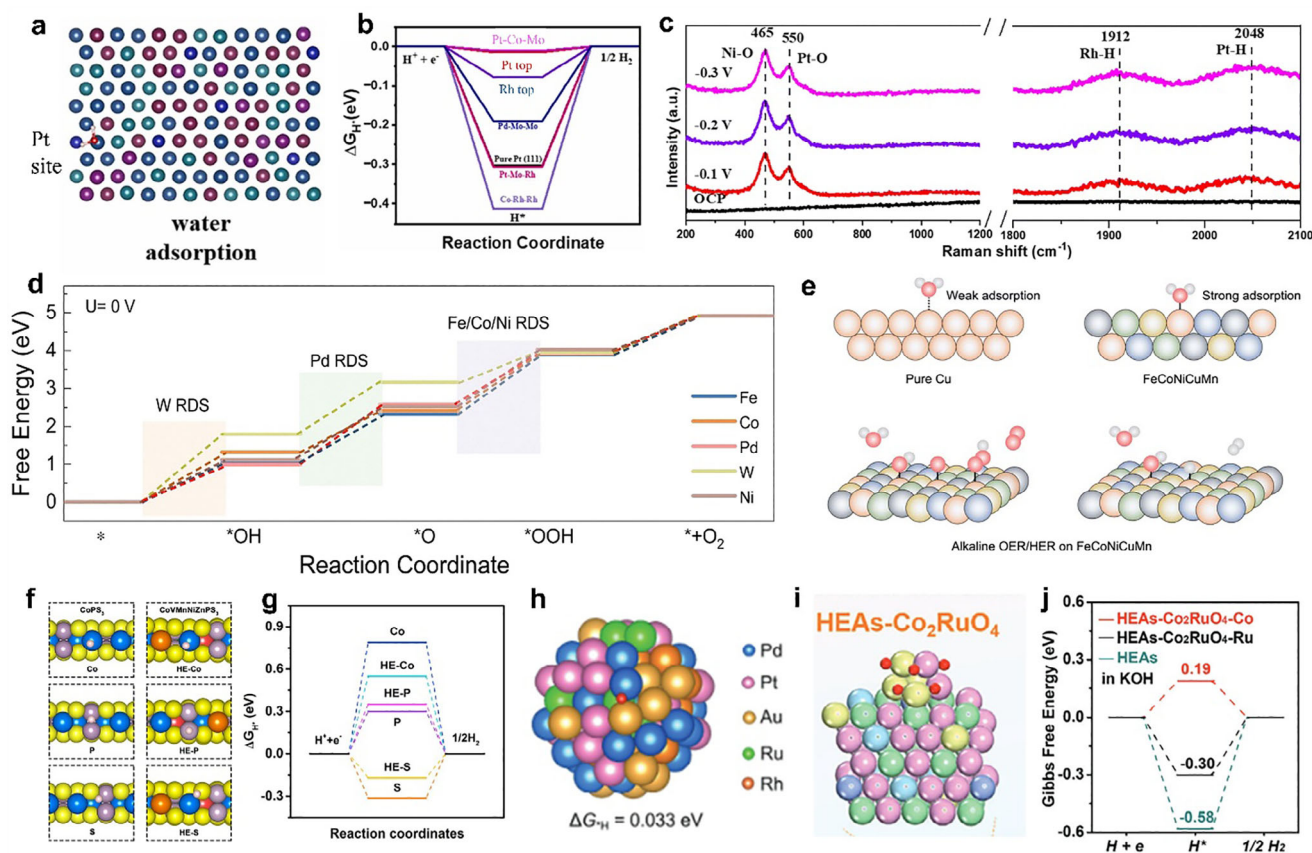 a
Pt
site
water
adsorption
b
ΔG_H* (eV)
0.0
-0.1
-0.2
-0.3
-0.4
H⁺ + e⁻
1/2 H₂
Pt-Co-Mo
Pt top
Rh top
Pd-Mo-Mo
Pure Pt (111)
Pt-Mo-Rh
Co-Rh-Rh
H*
Reaction Coordinate
c
465
550
1912
2048
Ni-O
Pt-O
Rh-H
Pt-H
-0.3 V
-0.2 V
-0.1 V
OCP
Intensity (a.u.)
200 400 600 800 1000 1200 1800 1900 2000 2100
Raman shift (cm⁻¹)
d
U= 0 V
Free Energy (eV)
5
4
3
2
1
0
W RDS
Pd RDS
Fe/Co/Ni RDS
Fe
Co
Pd
W
Ni
* *OH *O *OOH *+O₂
Reaction Coordinate
e
Weak adsorption
Strong adsorption
Pure Cu
FeCoNiCuMn
Alkaline OER/HER on FeCoNiCuMn
f
CoPS₃
CoVMnNiZnPS₃
Co
HE-Co
P
HE-P
S
HE-S
g
ΔG_H* (eV)
0.9
0.6
0.3
0.0
-0.3
Co
HE-Co
HE-P
P
H⁺+e⁻
1/2H₂
HE-S
S
Reaction coordinates
h
Pd
Pt
Au
Ru
Rh
ΔG*H = 0.033 eV
i
HEAs-Co₂RuO₄
j
Gibbs Free Energy (eV)
0.6
0.3
0.0
-0.3
-0.6
HEAs-Co₂RuO₄-Co
HEAs-Co₂RuO₄-Ru
HEAs
in KOH
0.19
-0.30
-0.58
H + e H* 1/2 H₂